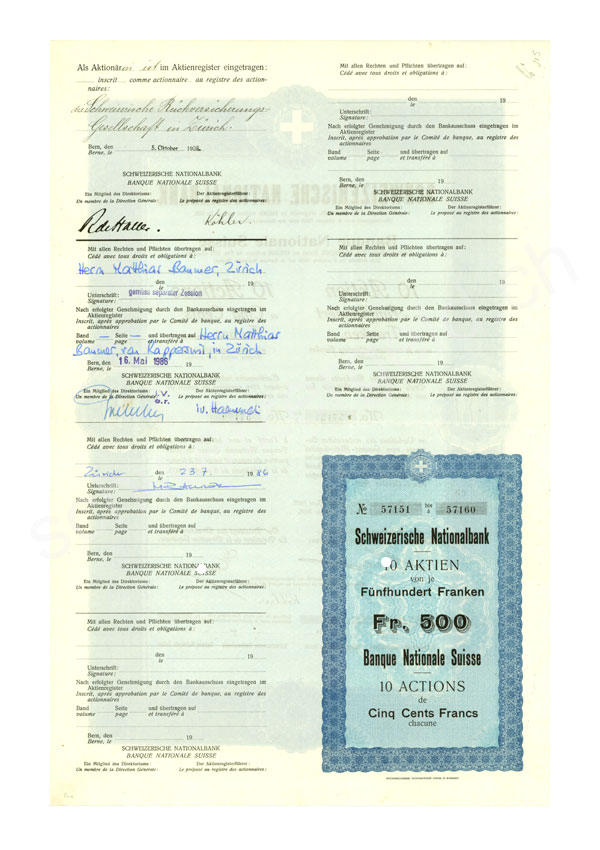 Als Aktionärin ist im Aktienregister eingetragen:
inscrit comme actionnaire au registre des action-
naires:
die Schweizerische Rückversicherungs-
Gesellschaft in Zürich.
Bern, den
Berne, le 5. Oktober 193
SCHWEIZERISCHE NATIONALBANK
BANQUE NATIONALE SUISSE
Ein Mitglied des Direktoriums: Der Aktienregisterführer:
Un membre de la Direction Générale: Le préposé au registre des actionnaires:
Köhler.
Mit allen Rechten und Pflichten übertragen auf:
Cédé avec tous droits et obligations à:
Herrn Matthias Bammer, Zürich
den
le 19
Unterschrift: gemäss separater Zession
Signature:
Nach erfolgter Genehmigung durch den Bankausschuss eingetragen im
Aktienregister
Inscrit, après approbation par le Comité de banque, au registre des
actionnaires
Band — Seite — und übertragen auf Herrn Matthias
volume page et transféré à
Bammer, von Rapperswil, in Zürich
Bern, den
Berne, le 16. Mai 1986
SCHWEIZERISCHE NATIONALBANK
BANQUE NATIONALE SUISSE
Ein Mitglied des Direktoriums: Der Aktienregisterführer:
Un membre de la Direction Générale: Le préposé au registre des actionnaires:
Mit allen Rechten und Pflichten übertragen auf:
Cédé avec tous droits et obligations à:
Zürich den
le 23 7. 1986
Unterschrift:
Signature:
Nach erfolgter Genehmigung durch den Bankausschuss eingetragen im
Aktienregister
Inscrit, après approbation par le Comité de banque, au registre des
actionnaires
Band Seite und übertragen auf
volume page et transféré à
Bern, den
Berne, le 19
SCHWEIZERISCHE NATIONALBANK
BANQUE NATIONALE SUISSE
Ein Mitglied des Direktoriums: Der Aktienregisterführer:
Un membre de la Direction Générale: Le préposé au registre des actionnaires:
Mit allen Rechten und Pflichten übertragen auf:
Cédé avec tous droits et obligations à:
den
le 19
Unterschrift:
Signature:
Nach erfolgter Genehmigung durch den Bankausschuss eingetragen im
Aktienregister
Inscrit, après approbation par le Comité de banque, au registre des
actionnaires
Band Seite und übertragen auf
volume page et transféré à
Bern, den
Berne, le 19
SCHWEIZERISCHE NATIONALBANK
BANQUE NATIONALE SUISSE
Ein Mitglied des Direktoriums: Der Aktienregisterführer:
Un membre de la Direction Générale: Le préposé au registre des actionnaires:
Mit allen Rechten und Pflichten übertragen auf:
Cédé avec tous droits et obligations à:
den
le 19
Unterschrift:
Signature:
Nach erfolgter Genehmigung durch den Bankausschuss eingetragen im
Aktienregister
Inscrit, après approbation par le Comité de banque, au registre des
actionnaires
Band Seite und übertragen auf
volume page et transféré à
Bern, den
Berne, le 19
SCHWEIZERISCHE NATIONALBANK
BANQUE NATIONALE SUISSE
Ein Mitglied des Direktoriums: Der Aktienregisterführer:
Un membre de la Direction Générale: Le préposé au registre des actionnaires:
Mit allen Rechten und Pflichten übertragen auf:
Cédé avec tous droits et obligations à:
den
le 19
Unterschrift:
Signature:
Nach erfolgter Genehmigung durch den Bankausschuss eingetragen im
Aktienregister
Inscrit, après approbation par le Comité de banque, au registre des
actionnaires
Band Seite und übertragen auf
volume page et transféré à
Bern, den
Berne, le 19
SCHWEIZERISCHE NATIONALBANK
BANQUE NATIONALE SUISSE
Ein Mitglied des Direktoriums: Der Aktienregisterführer:
Un membre de la Direction Générale: Le préposé au registre des actionnaires:
№ 57151 bis
à 57160
Schweizerische Nationalbank
10 AKTIEN
von je
Fünfhundert Franken
Fr. 500
Banque Nationale Suisse
10 ACTIONS
de
Cinq Cents Francs
chacune